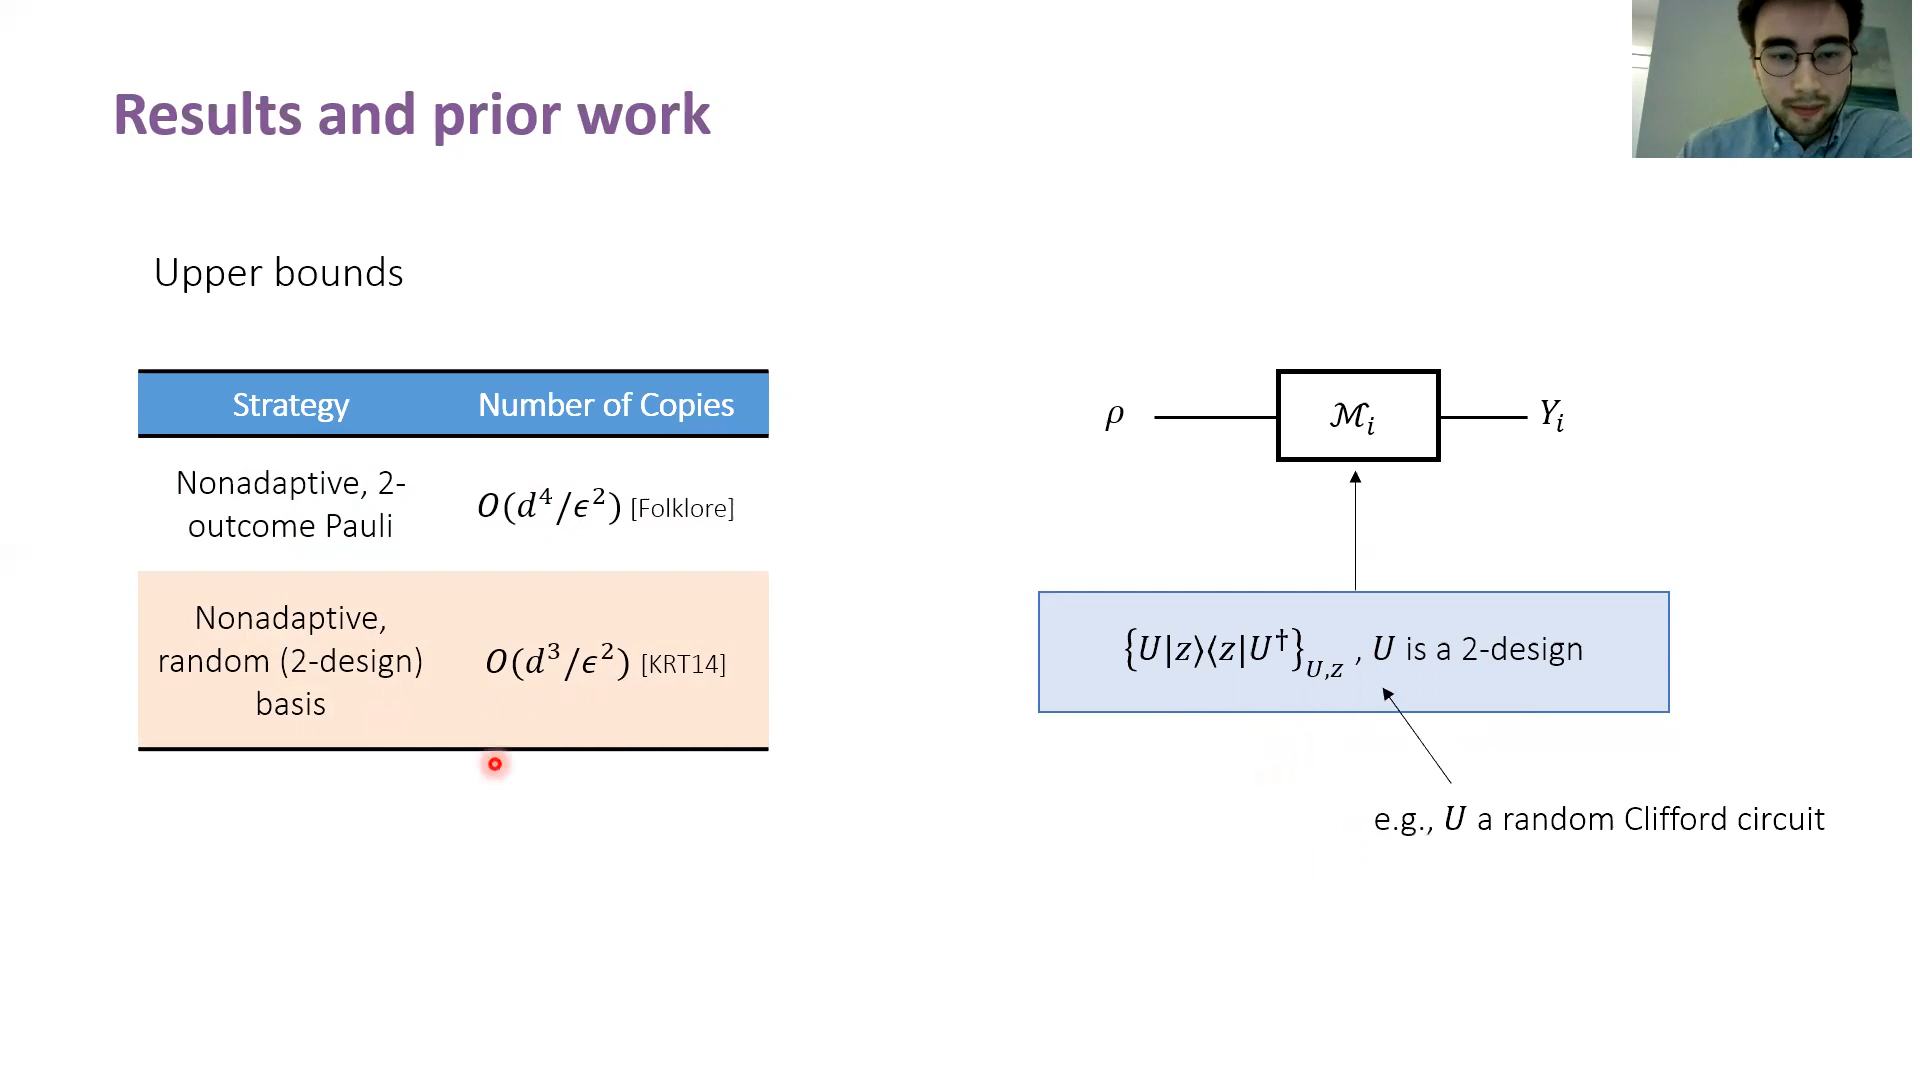 Results and prior work
Upper bounds
Strategy Number of Copies
Nonadaptive, 2-
outcome Pauli
O(d⁴/ϵ²) [Folklore]
Nonadaptive,
random (2-design)
basis
O(d³/ϵ²) [KRT14]
ρ ℳᵢ Yᵢ
{U|z⟩⟨z|U†}_{U,z} , U is a 2-design
e.g., U a random Clifford circuit